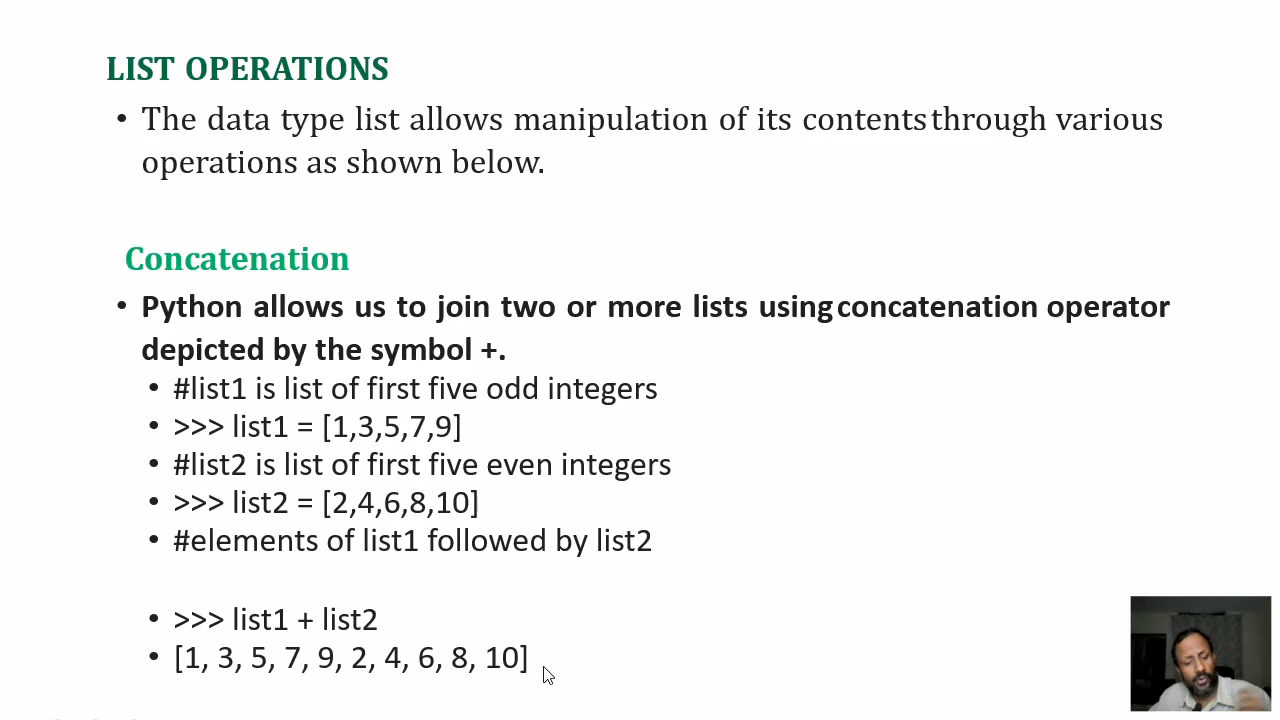 LIST OPERATIONS
• The data type list allows manipulation of its contents through various
operations as shown below.
Concatenation
• Python allows us to join two or more lists using concatenation operator
depicted by the symbol +.
• #list1 is list of first five odd integers
• >>> list1 = [1,3,5,7,9]
• #list2 is list of first five even integers
• >>> list2 = [2,4,6,8,10]
• #elements of list1 followed by list2
• >>> list1 + list2
• [1, 3, 5, 7, 9, 2, 4, 6, 8, 10]